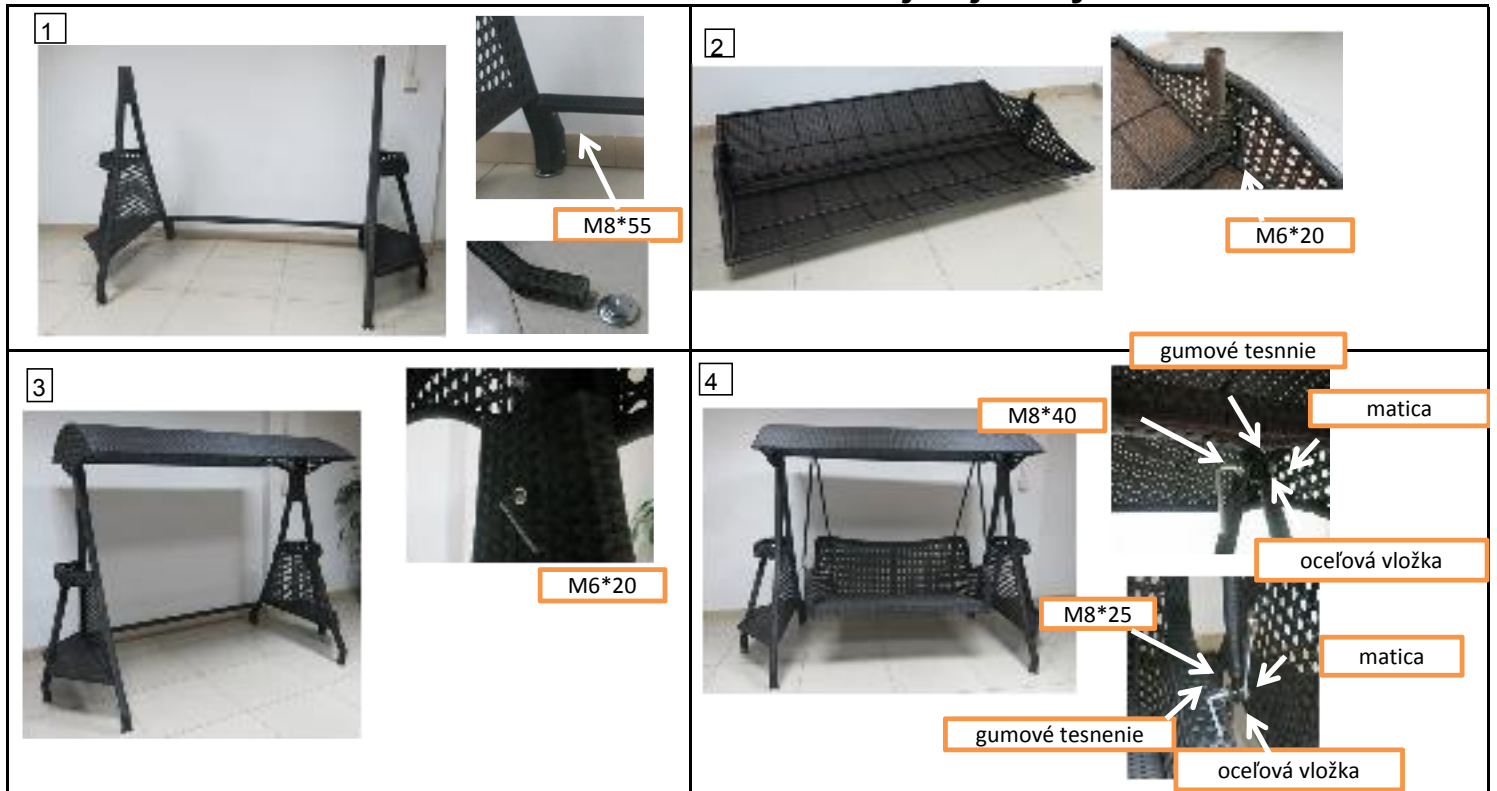 1
M8*55
2
M6*20
3
M6*20
4
gumové tesnnie
M8*40
matica
oceľová vložka
M8*25
matica
gumové tesnenie
oceľová vložka